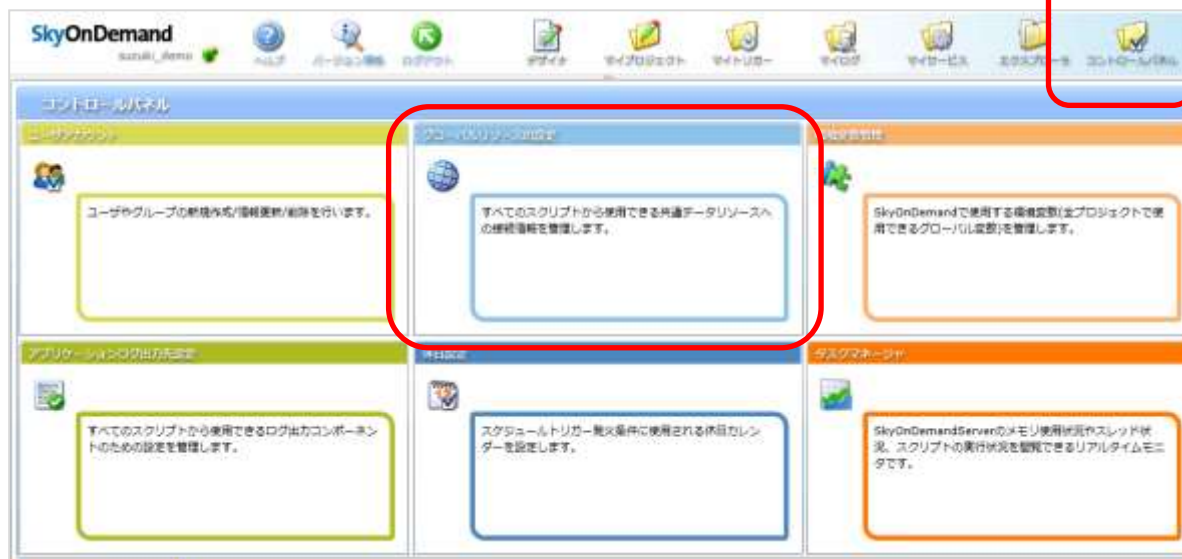 SkyOnDemand
suzuki_demo
ヘルプ
バージョン情報
ログアウト
デザイナ
マイプロジェクト
マイトリガー
マイログ
マイサービス
エクスプローラ
コントロールパネル
コントロールパネル
ユーザアカウント
グローバルリソースの設定
環境変数管理
ユーザやグループの新規作成/情報更新/削除を行います。
すべてのスクリプトから使用できる共通データリソースへ
の接続情報を管理します。
SkyOnDemandで使用する環境変数(全プロジェクトで使
用できるグローバル変数)を管理します。
アプリケーションログ出力先設定
休日設定
タスクマネージャ
すべてのスクリプトから使用できるログ出力コンポーネン
トのための設定を管理します。
スケジュールトリガー発火条件に使用される休日カレン
ダーを設定します。
SkyOnDemandServerのメモリ使用状況やスレッド状
況、スクリプトの実行状況を閲覧できるリアルタイムモニ
タです。